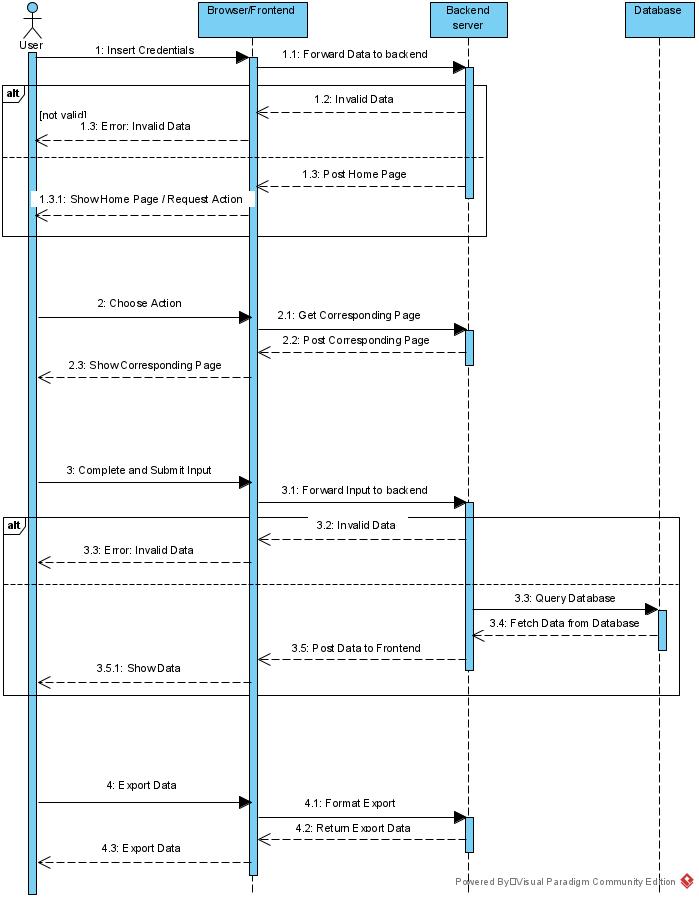 Browser/Frontend
Backend
server
Database
User
1: Insert Credentials
1.1: Forward Data to backend
alt
1.2: Invalid Data
[not valid]
1.3: Error: Invalid Data
1.3: Post Home Page
1.3.1: Show Home Page / Request Action
2: Choose Action
2.1: Get Corresponding Page
2.2: Post Corresponding Page
2.3: Show Corresponding Page
3: Complete and Submit Input
3.1: Forward Input to backend
alt
3.2: Invalid Data
3.3: Error: Invalid Data
3.3: Query Database
3.4: Fetch Data from Database
3.5: Post Data to Frontend
3.5.1: Show Data
4: Export Data
4.1: Format Export
4.2: Return Export Data
4.3: Export Data
Powered By Visual Paradigm Community Edition